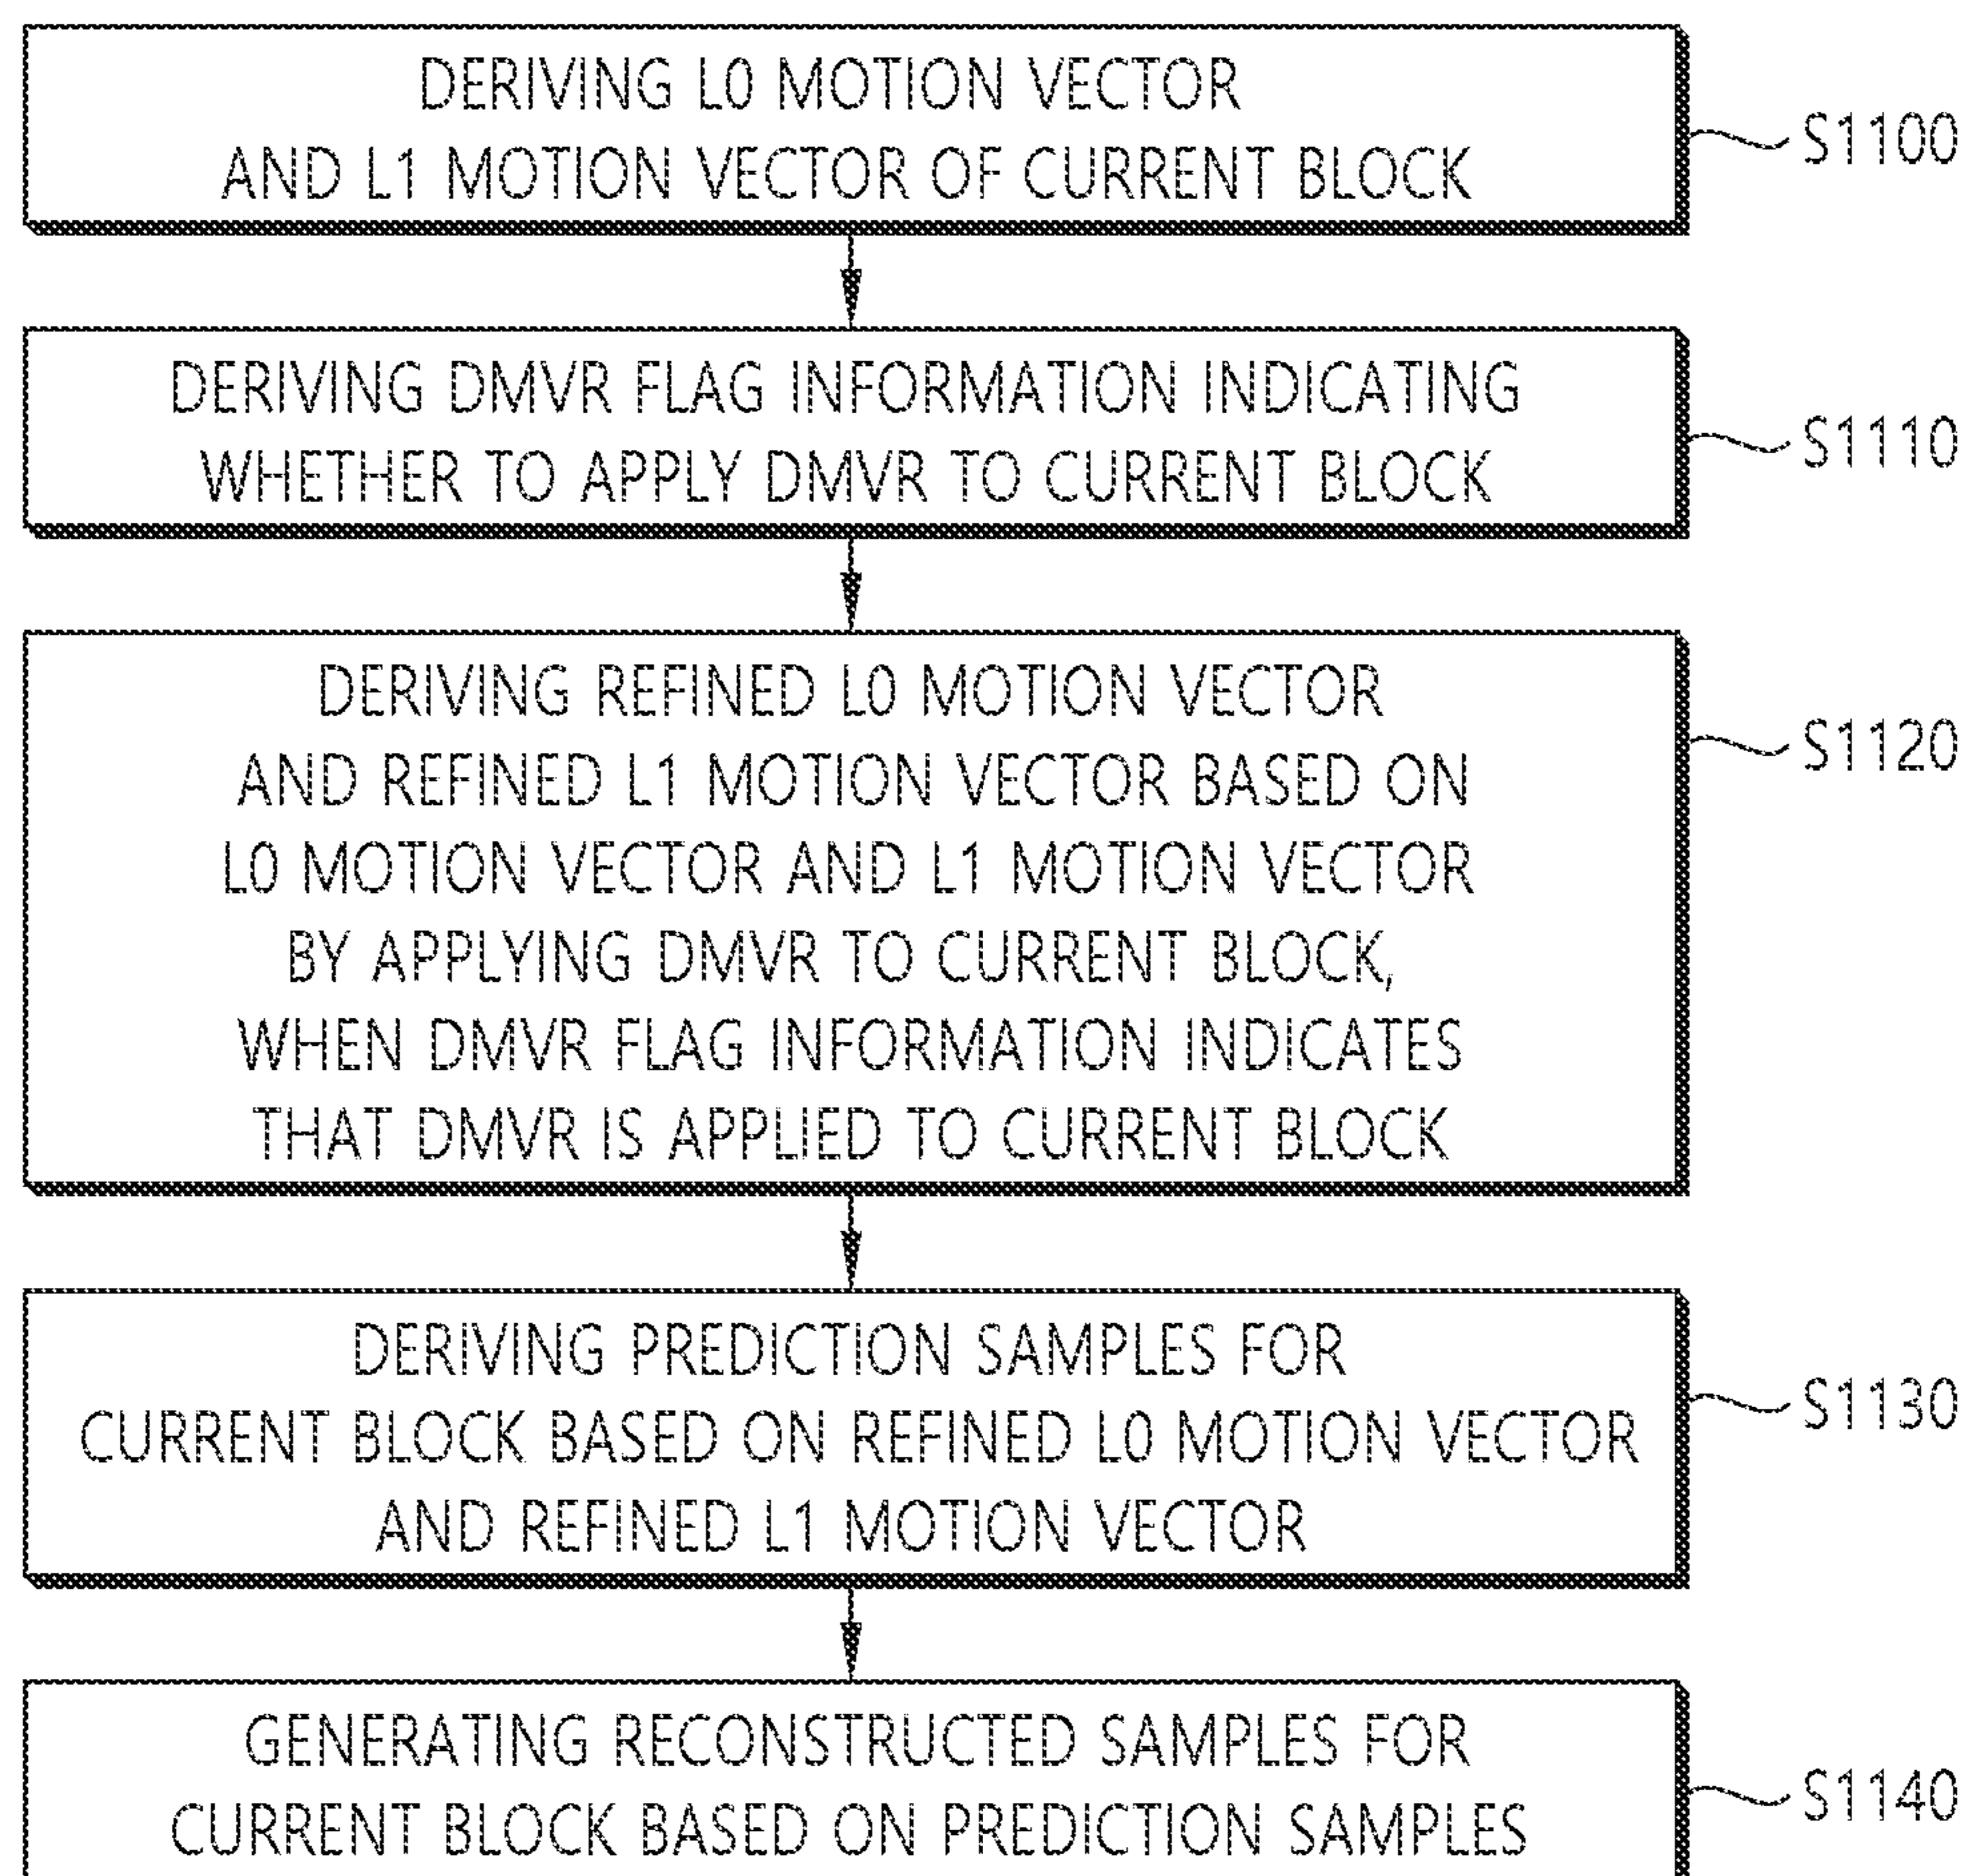 DERIVING L0 MOTION VECTOR
AND L1 MOTION VECTOR OF CURRENT BLOCK
S1100
DERIVING DMVR FLAG INFORMATION INDICATING
WHETHER TO APPLY DMVR TO CURRENT BLOCK
S1110
DERIVING REFINED L0 MOTION VECTOR
AND REFINED L1 MOTION VECTOR BASED ON
L0 MOTION VECTOR AND L1 MOTION VECTOR
BY APPLYING DMVR TO CURRENT BLOCK,
WHEN DMVR FLAG INFORMATION INDICATES
THAT DMVR IS APPLIED TO CURRENT BLOCK
S1120
DERIVING PREDICTION SAMPLES FOR
CURRENT BLOCK BASED ON REFINED L0 MOTION VECTOR
AND REFINED L1 MOTION VECTOR
S1130
GENERATING RECONSTRUCTED SAMPLES FOR
CURRENT BLOCK BASED ON PREDICTION SAMPLES
S1140